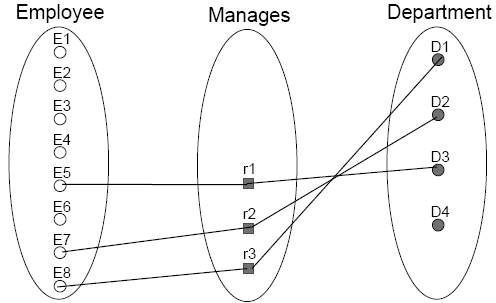 Employee Manages Department
E1
E2
E3
E4
E5
E6
E7
E8
r1
r2
r3
D1
D2
D3
D4